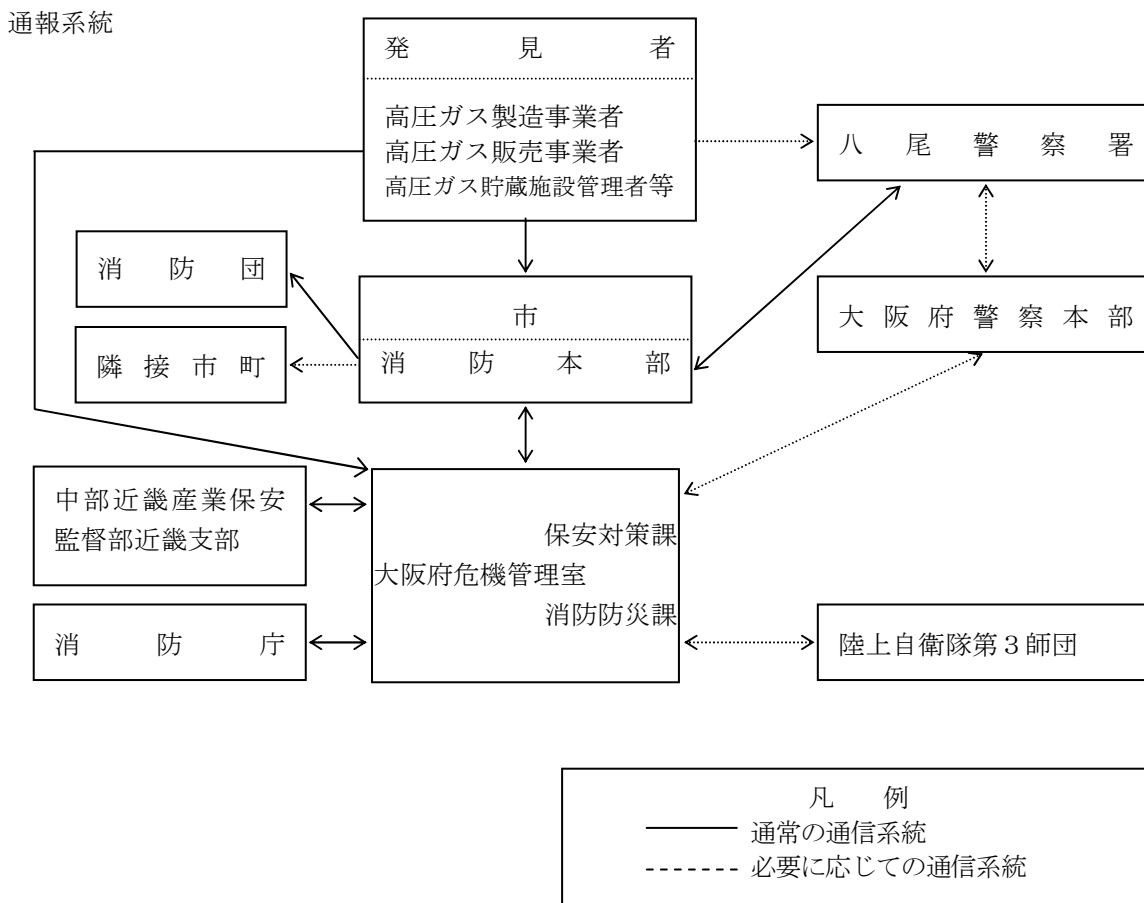 通報系統
発見者
高圧ガス製造事業者
高圧ガス販売事業者
高圧ガス貯蔵施設管理者等
八尾警察署
消防団
市
大阪府警察本部
隣接市町
消防本部
中部近畿産業保安
監督部近畿支部
保安対策課
大阪府危機管理室
消防防災課
消防庁
陸上自衛隊第３師団
凡例
通常の通信系統
必要に応じての通信系統